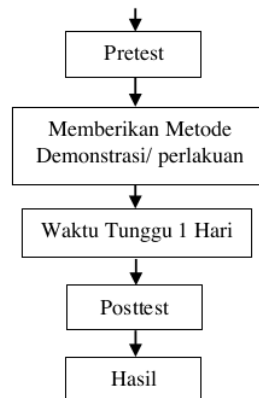 Pretest
Memberikan Metode
Demonstrasi/ perlakuan
Waktu Tunggu 1 Hari
Posttest
Hasil